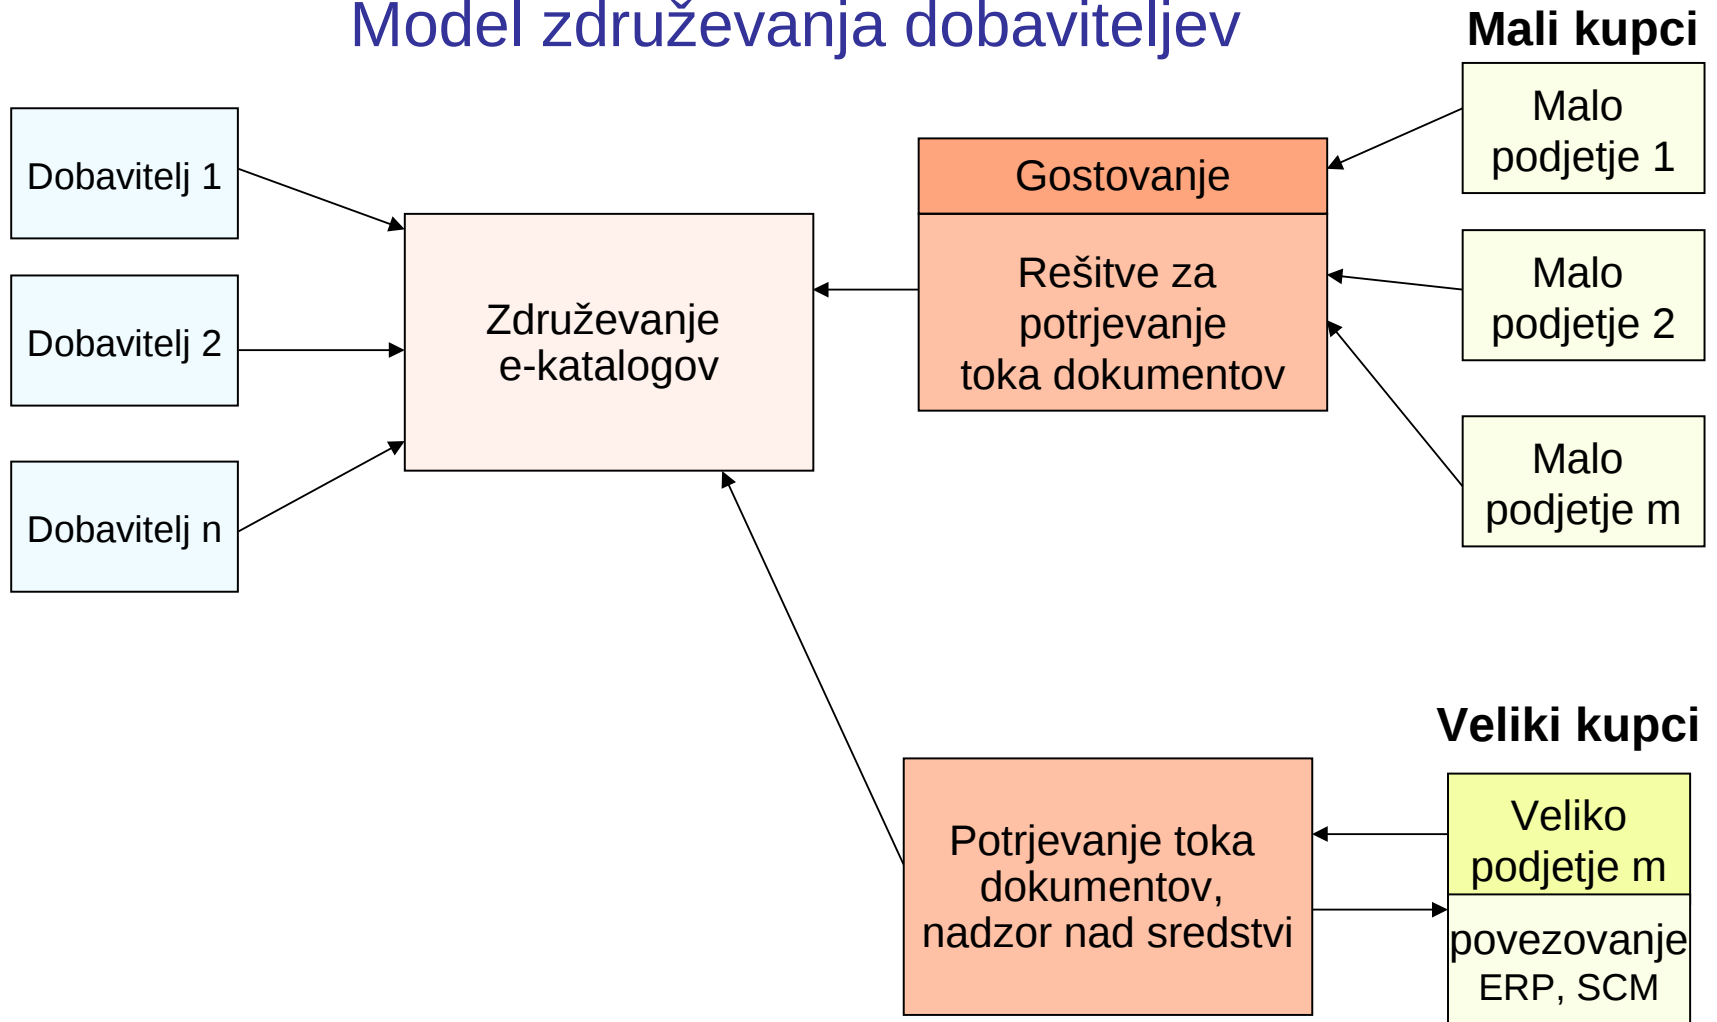 Model združevanja dobaviteljev
Mali kupci
Dobavitelj 1
Dobavitelj 2
Dobavitelj n
Združevanje
e-katalogov
Gostovanje
Rešitve za
potrjevanje
toka dokumentov
Malo
podjetje 1
Malo
podjetje 2
Malo
podjetje m
Veliki kupci
Potrjevanje toka
dokumentov,
nadzor nad sredstvi
Veliko
podjetje m
povezovanje
ERP, SCM